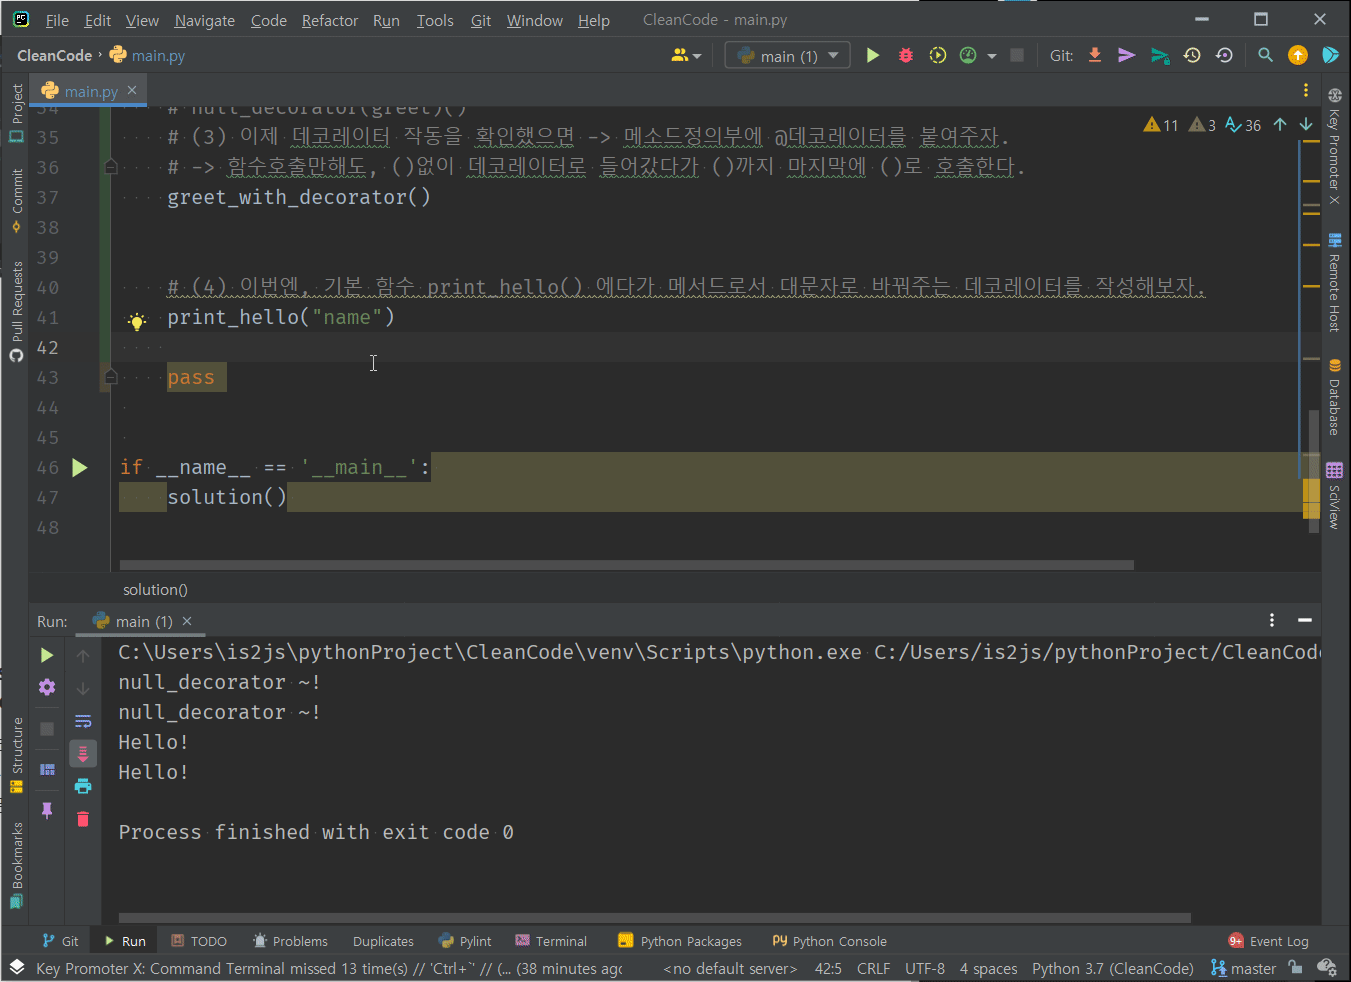 File Edit View Navigate Code Refactor Run Tools Git Window Help CleanCode - main.py
CleanCode main.py main (1) Git:
main.py
Project
Commit
Pull Requests
Structure
Bookmarks
34 # null_decorator(greet)()
35 # (3) 이제 데코레이터 작동을 확인했으면 -> 메소드정의부에 @데코레이터를 붙여주자.
36 # -> 함수호출만해도, ()없이 데코레이터로 들어갔다가 ()까지 마지막에 ()로 호출한다.
37 greet_with_decorator()
38
39
40 # (4) 이번엔, 기본 함수 print_hello() 에다가 메서드로서 대문자로 바꿔주는 데코레이터를 작성해보자.
41 print_hello("name")
42
43 pass
44
45
46 if __name__ == '__main__':
47 solution()
48
11 3 36
Key Promoter X
Remote Host
Database
SciView
solution()
Run: main (1)
C:\Users\is2js\pythonProject\CleanCode\venv\Scripts\python.exe C:/Users/is2js/pythonProject/CleanCode
null_decorator ~!
null_decorator ~!
Hello!
Hello!
Process finished with exit code 0
Git Run TODO Problems Duplicates Pylint Terminal Python Packages Python Console 9+ Event Log
Key Promoter X: Command Terminal missed 13 time(s) // 'Ctrl+`' // (... (38 minutes ago <no default server> 42:5 CRLF UTF-8 4 spaces Python 3.7 (CleanCode) master